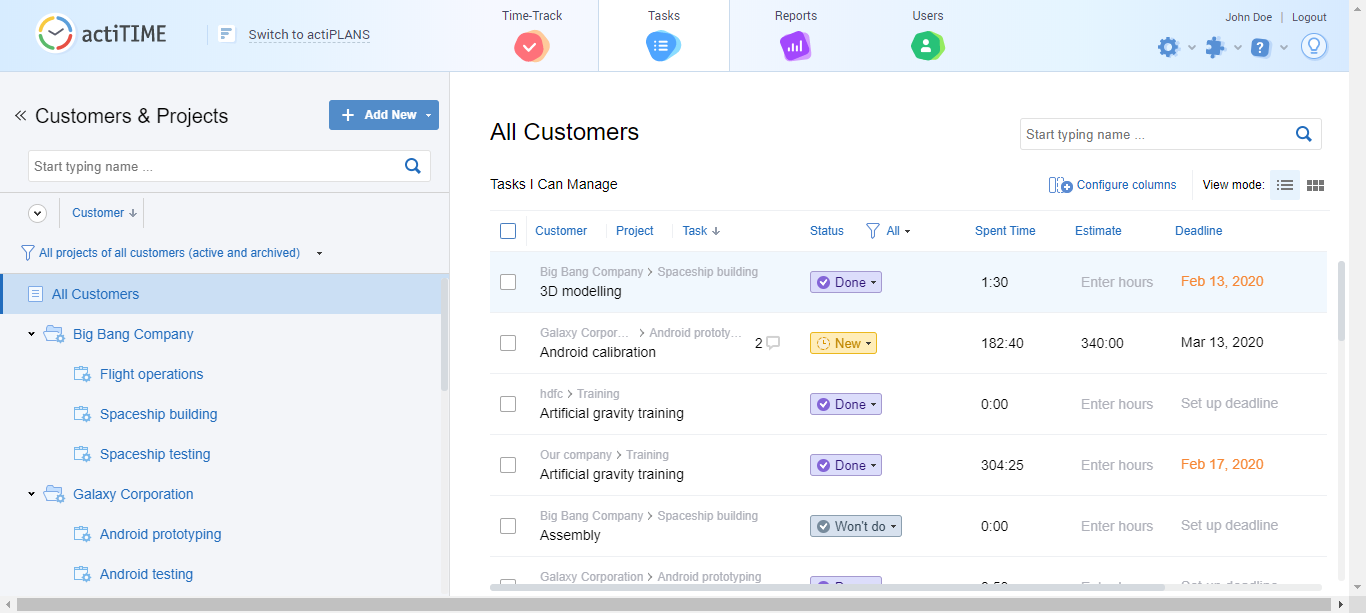 actiTIME
Switch to actiPLANS
Time-Track
Tasks
Reports
Users
John Doe | Logout
Customers & Projects
Add New
Start typing name ...
Customer
All projects of all customers (active and archived)
All Customers
Big Bang Company
Flight operations
Spaceship building
Spaceship testing
Galaxy Corporation
Android prototyping
Android testing
All Customers
Start typing name ...
Tasks I Can Manage
Configure columns
View mode:
Customer Project Task Status All Spent Time Estimate Deadline
Big Bang Company > Spaceship building
3D modelling Done 1:30 Enter hours Feb 13, 2020
Galaxy Corpor... > Android prototy...
Android calibration 2 New 182:40 340:00 Mar 13, 2020
hdfc > Training
Artificial gravity training Done 0:00 Enter hours Set up deadline
Our company > Training
Artificial gravity training Done 304:25 Enter hours Feb 17, 2020
Big Bang Company > Spaceship building
Assembly Won't do 0:00 Enter hours Set up deadline
Galaxy Corporation > Android prototyping